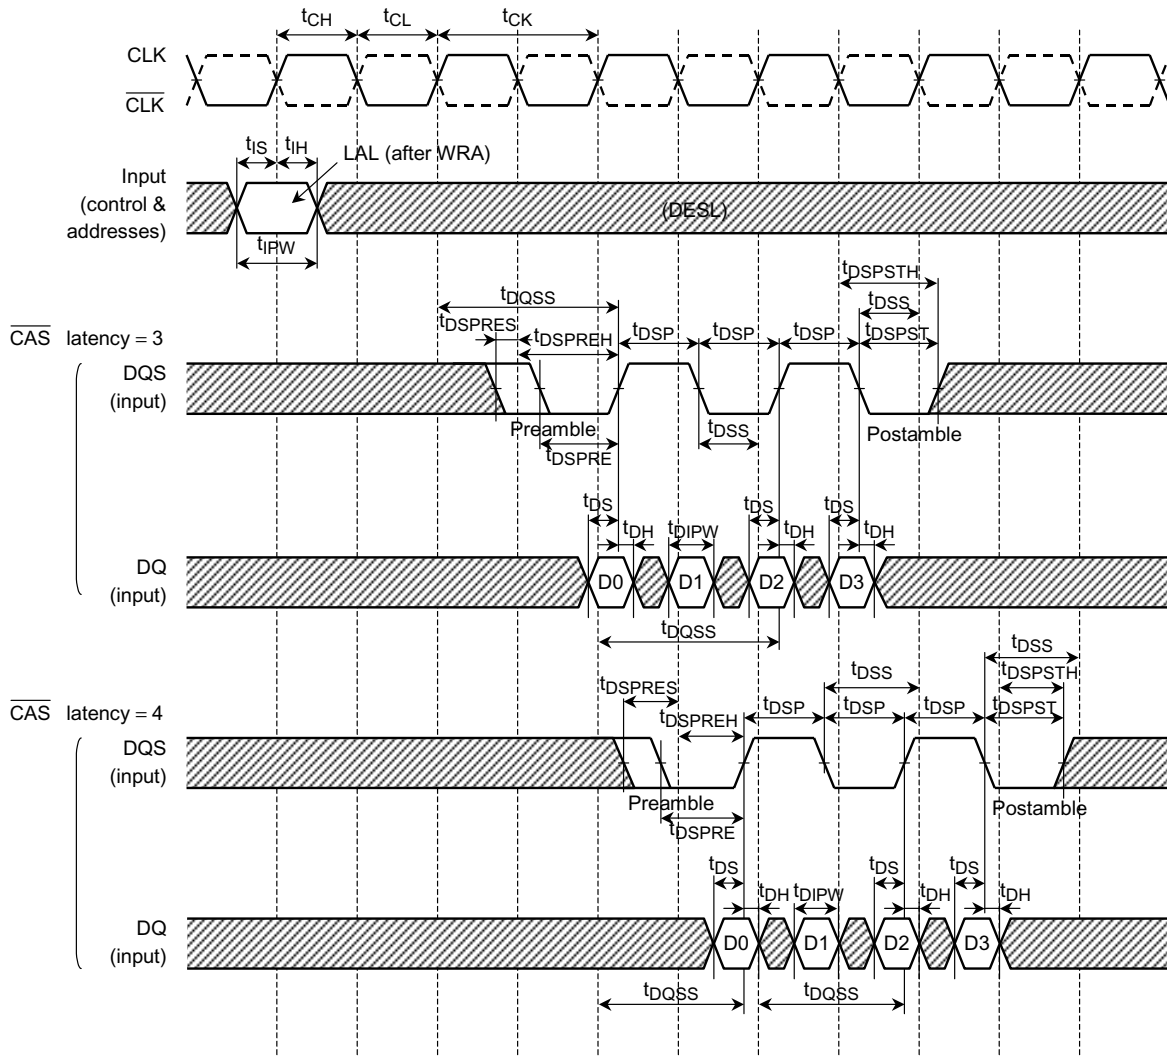 tCH tCL tCK
CLK
CLK
tIS tIH LAL (after WRA)
Input
(control &
addresses)
(DESL)
tIPW
tDSPSTH
tDQSS tDSS
CAS latency = 3
tDSPRES tDSPREH tDSP tDSP tDSP tDSPST
DQS
(input)
Preamble tDSS Postamble
tDSPRE
tDS tDS tDS
tDH tDIPW tDH tDH
DQ
(input)
D0 D1 D2 D3
tDQSS
tDSS
tDSPRES tDSS tDSPSTH
CAS latency = 4
tDSPREH tDSP tDSP tDSP tDSPST
DQS
(input)
Preamble Postamble
tDSPRE
tDS tDS tDS
tDH tDIPW tDH tDH
DQ
(input)
D0 D1 D2 D3
tDQSS tDQSS